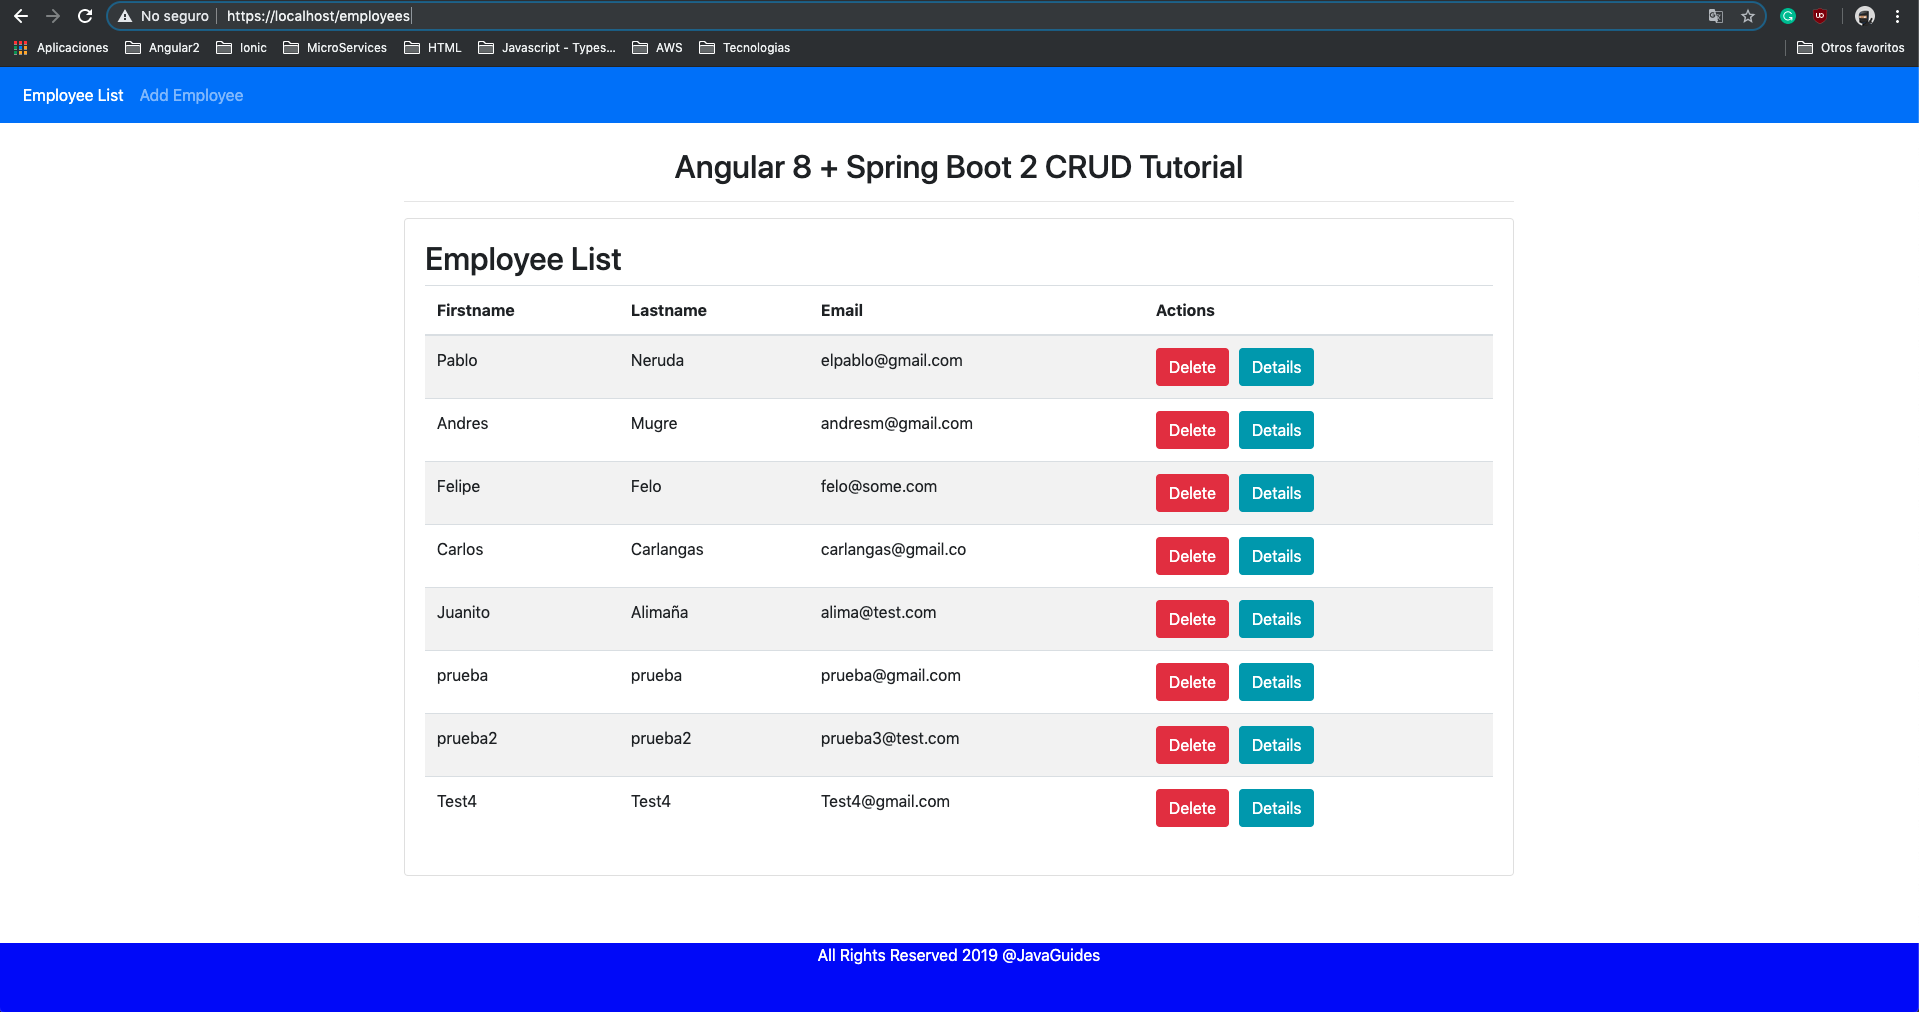 No seguro https://localhost/employees
Aplicaciones Angular2 Ionic MicroServices HTML Javascript - Types... AWS Tecnologias Otros favoritos
Employee List Add Employee
Angular 8 + Spring Boot 2 CRUD Tutorial
Employee List
Firstname Lastname Email Actions
Pablo Neruda elpablo@gmail.com Delete Details
Andres Mugre andresm@gmail.com Delete Details
Felipe Felo felo@some.com Delete Details
Carlos Carlangas carlangas@gmail.co Delete Details
Juanito Alimaña alima@test.com Delete Details
prueba prueba prueba@gmail.com Delete Details
prueba2 prueba2 prueba3@test.com Delete Details
Test4 Test4 Test4@gmail.com Delete Details
All Rights Reserved 2019 @JavaGuides